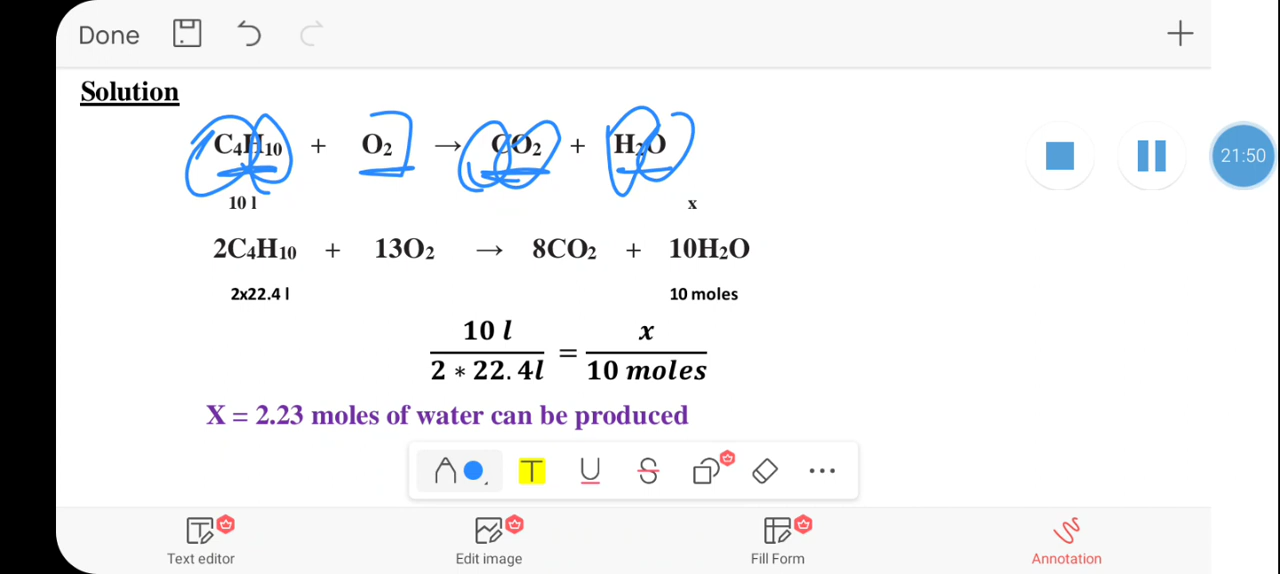 Done
21:50
Solution
C₄H₁₀ + O₂ → CO₂ + H₂O
10 l x
2C₄H₁₀ + 13O₂ → 8CO₂ + 10H₂O
2x22.4 l 10 moles
10 l / 2 * 22.4l = x / 10 moles
X = 2.23 moles of water can be produced
T U S
Text editor Edit image Fill Form Annotation